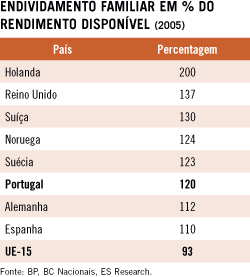 ENDIVIDAMENTO FAMILIAR EM % DO
RENDIMENTO DISPONÍVEL (2005)
País Percentagem
Holanda 200
Reino Unido 137
Suíça 130
Noruega 124
Suécia 123
Portugal 120
Alemanha 112
Espanha 110
UE-15 93
Fonte: BP, BC Nacionais, ES Research.